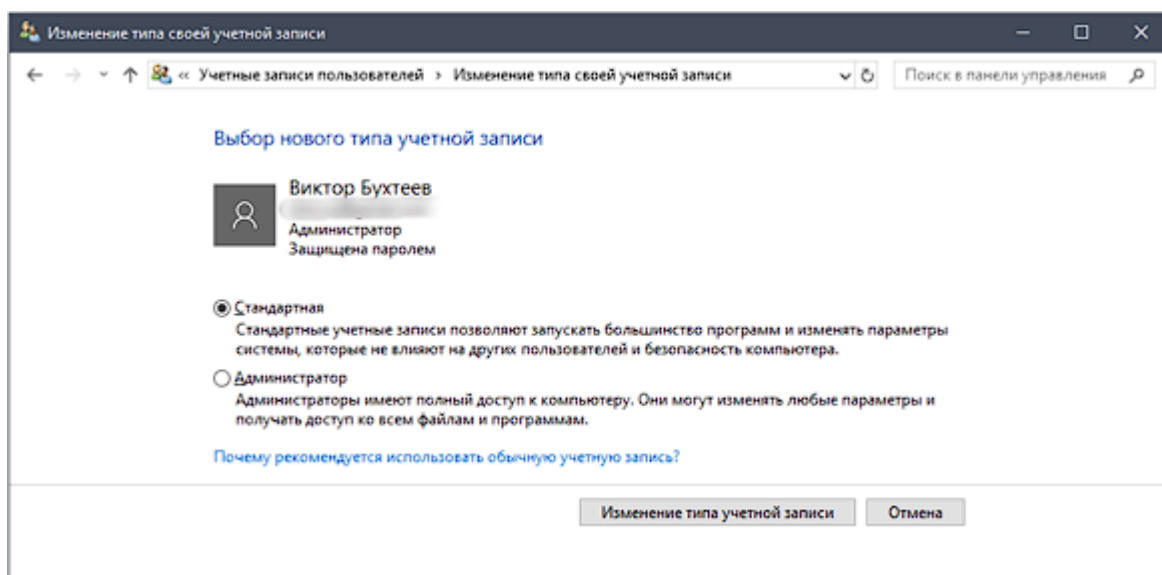 Изменение типа своей учетной записи
« Учетные записи пользователей › Изменение типа своей учетной записи
Поиск в панели управления
Выбор нового типа учетной записи
Виктор Бухтеев
Администратор
Защищена паролем
Стандартная
Стандартные учетные записи позволяют запускать большинство программ и изменять параметры
системы, которые не влияют на других пользователей и безопасность компьютера.
Администратор
Администраторы имеют полный доступ к компьютеру. Они могут изменять любые параметры и
получать доступ ко всем файлам и программам.
Почему рекомендуется использовать обычную учетную запись?
Изменение типа учетной записи
Отмена